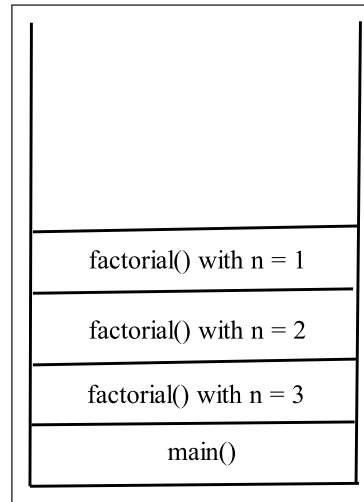 factorial() with n = 1
factorial() with n = 2
factorial() with n = 3
main()